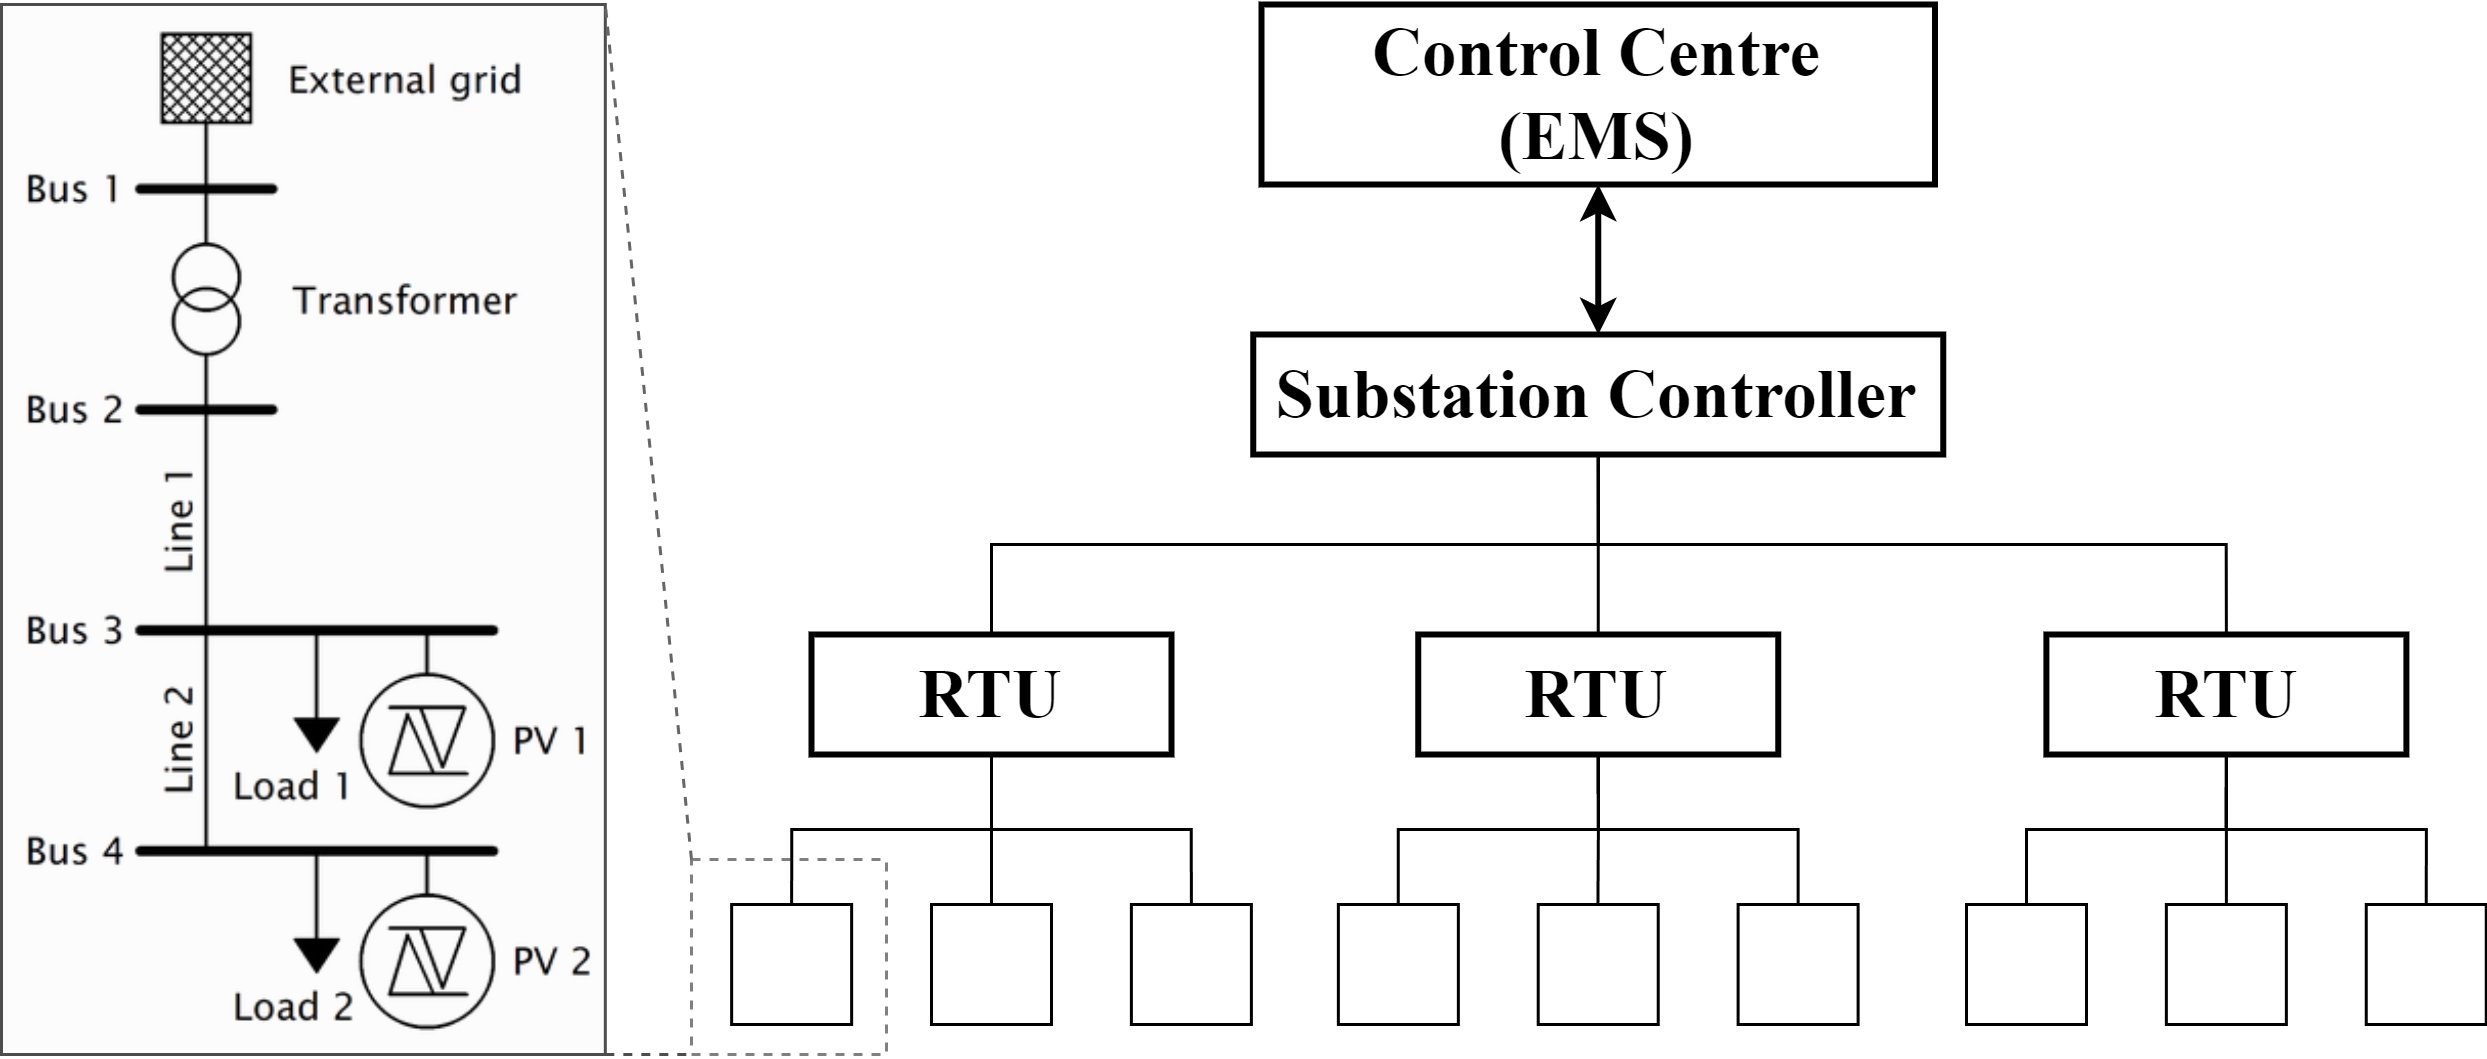 External grid
Bus 1
Transformer
Bus 2
Line 1
Bus 3
Line 2
PV 1
Load 1
Bus 4
PV 2
Load 2
Control Centre
(EMS)
Substation Controller
RTU
RTU
RTU